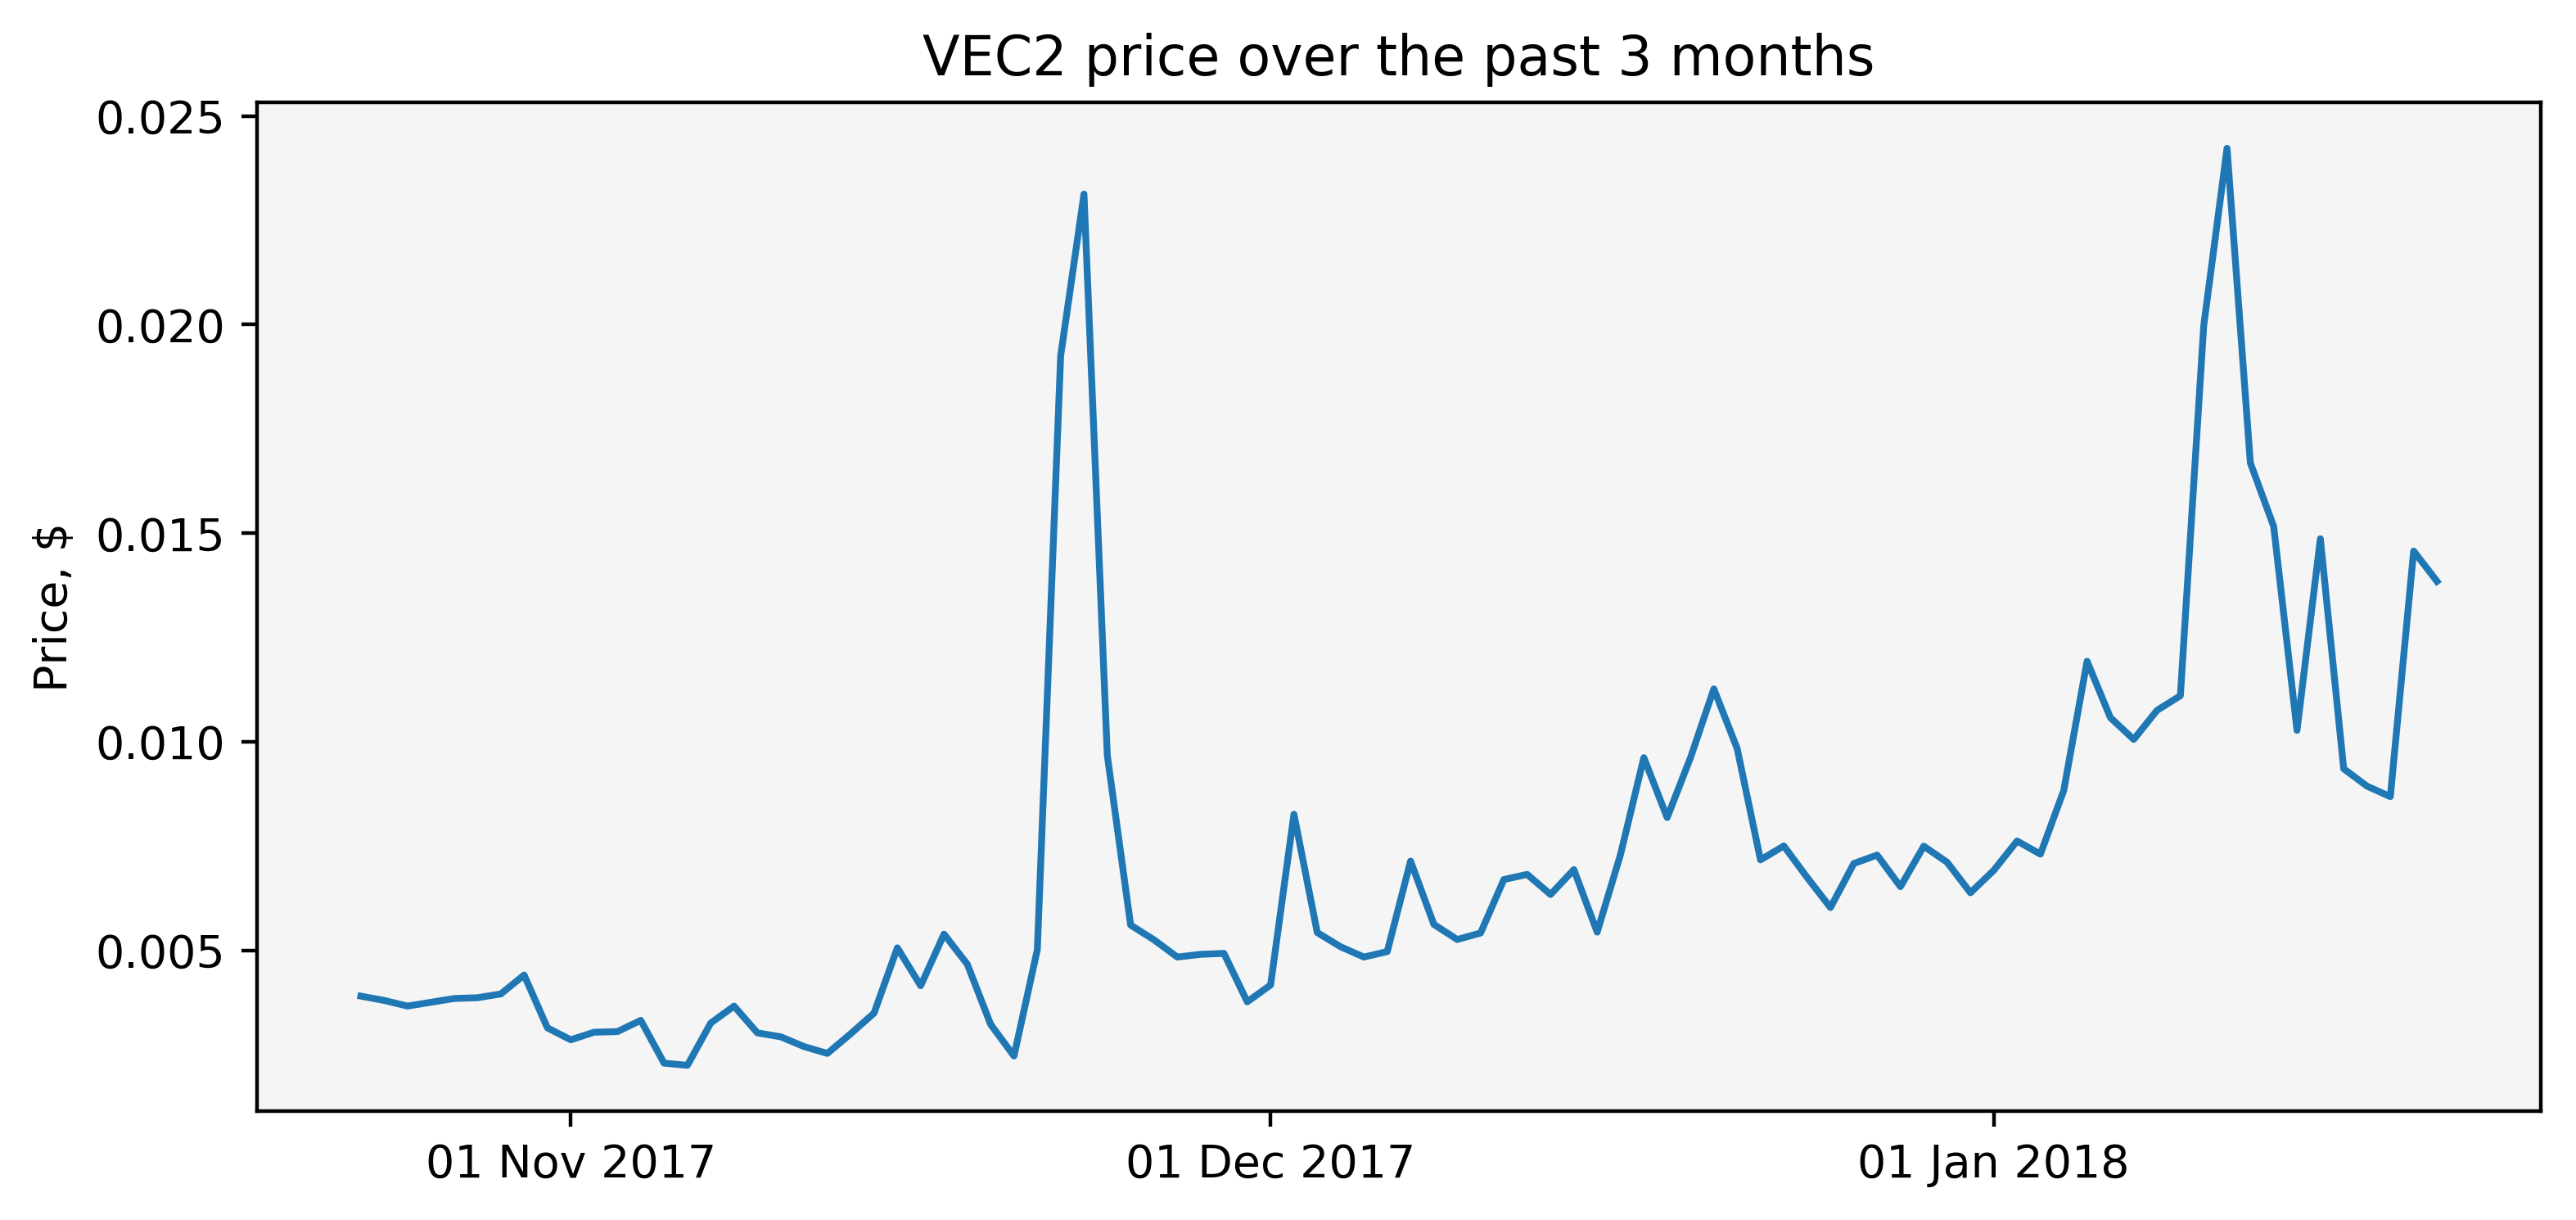 VEC2 price over the past 3 months
0.025
0.020
0.015
0.010
0.005
Price, $
01 Nov 2017
01 Dec 2017
01 Jan 2018